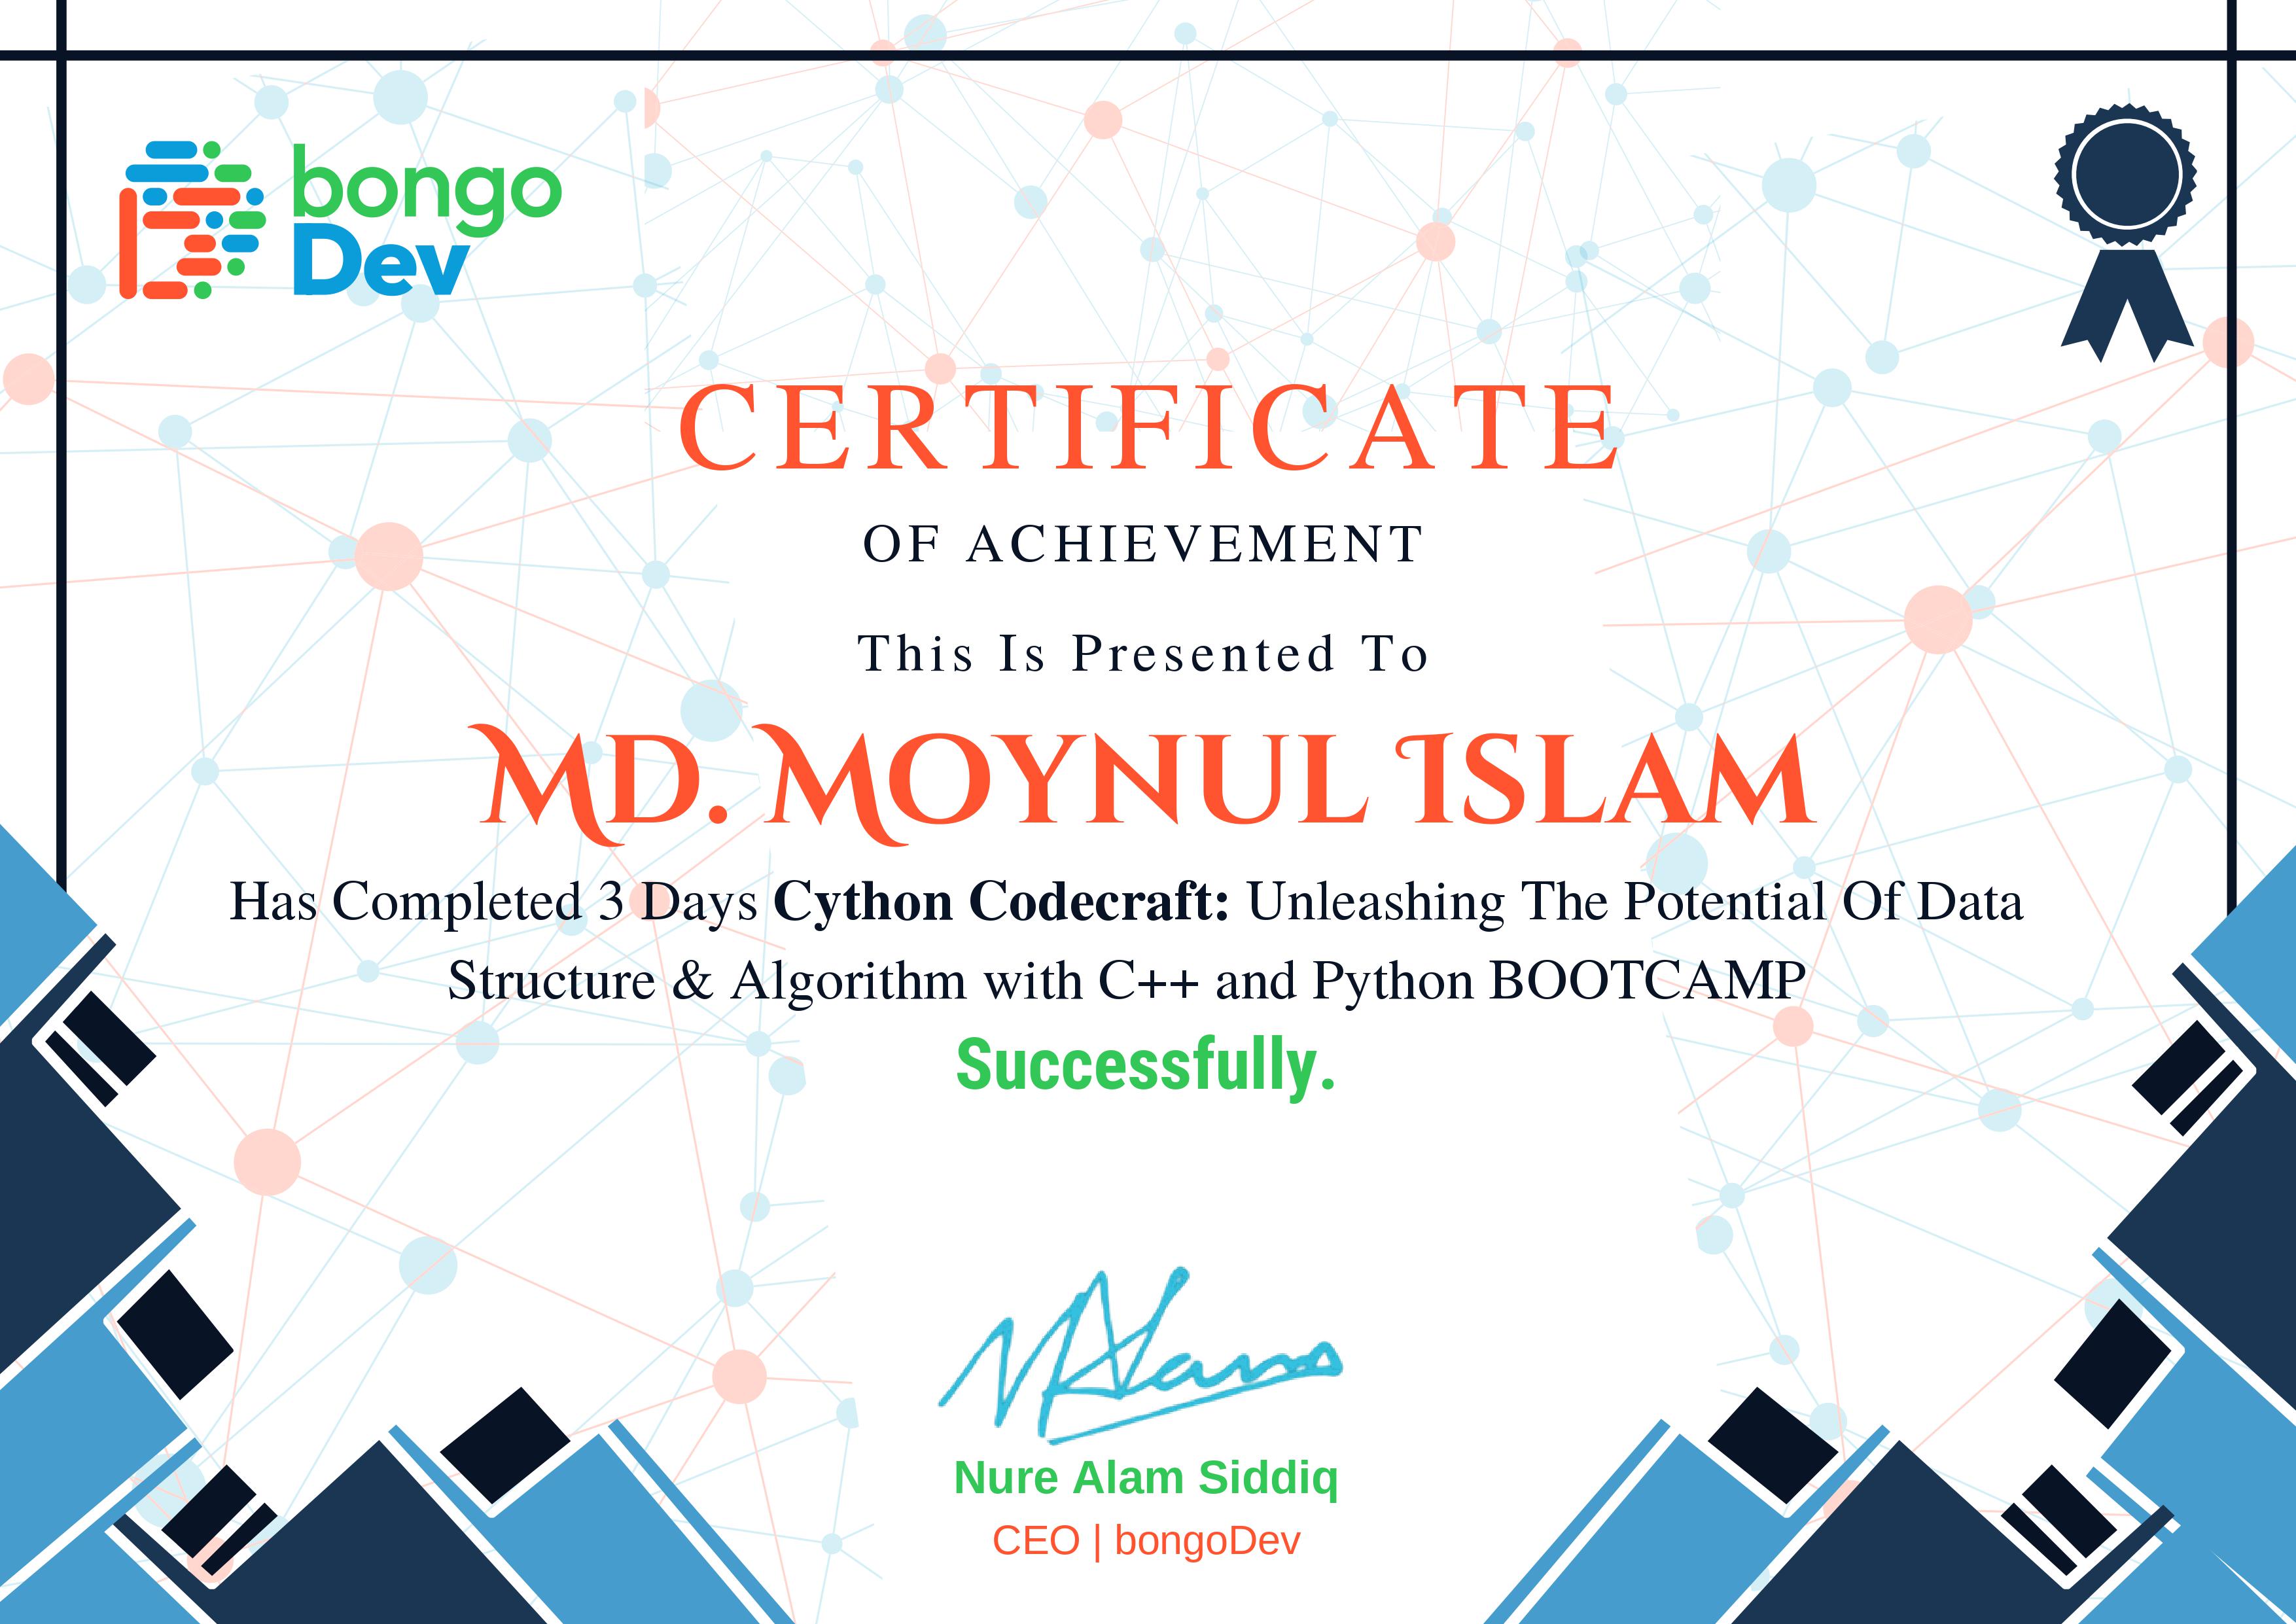 bongo
Dev
CERTIFICATE
OF ACHIEVEMENT
This Is Presented To
Md. Moynul Islam
Has Completed 3 Days Cython Codecraft: Unleashing The Potential Of Data
Structure & Algorithm with C++ and Python BOOTCAMP
Successfully.
Nure Alam Siddiq
CEO | bongoDev